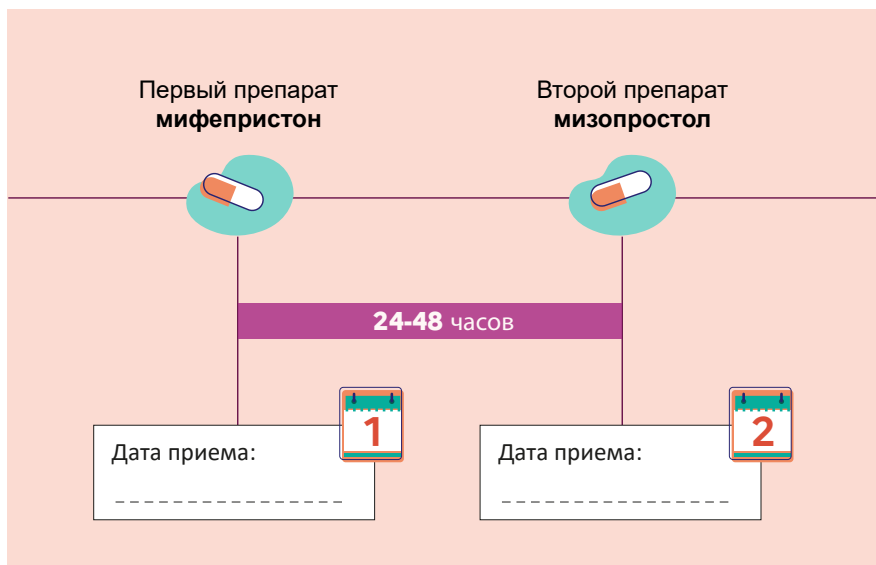 Первый препарат
мифепристон
Второй препарат
мизопростол
24-48 часов
1
Дата приема:
_ _ _ _ _ _ _ _ _ _ _ _ _ _ _
2
Дата приема:
_ _ _ _ _ _ _ _ _ _ _ _ _ _ _